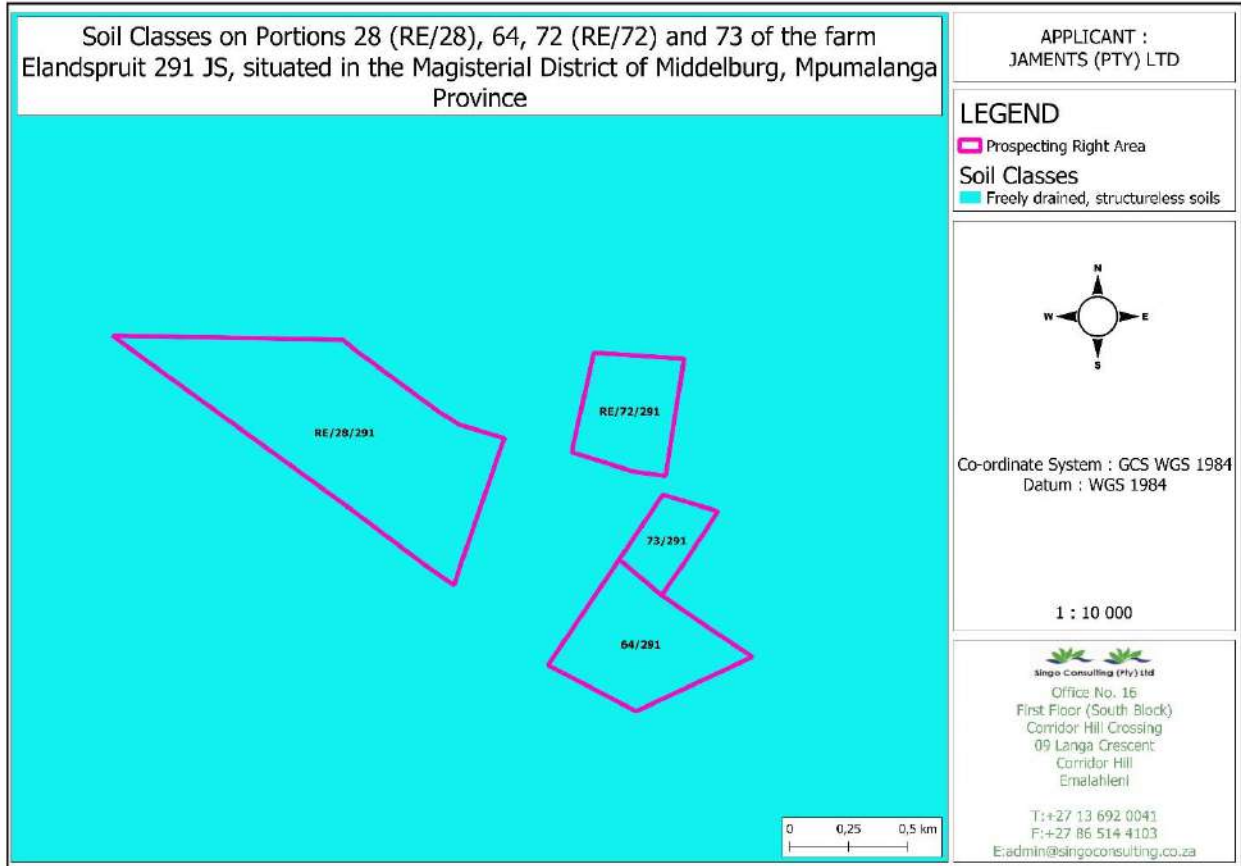 Soil Classes on Portions 28 (RE/28), 64, 72 (RE/72) and 73 of the farm
Elandspruit 291 JS, situated in the Magisterial District of Middelburg, Mpumalanga
Province
RE/28/291
RE/72/291
73/291
64/291
0 0,25 0,5 km
APPLICANT :
JAMENTS (PTY) LTD
LEGEND
Prospecting Right Area
Soil Classes
Freely drained, structureless soils
N
W E
S
Co-ordinate System : GCS WGS 1984
Datum : WGS 1984
1 : 10 000
Singo Consulting (Pty) Ltd
Office No. 16
First Floor (South Block)
Corridor Hill Crossing
09 Langa Crescent
Corridor Hill
Emalahleni
T:+27 13 692 0041
F:+27 86 514 4103
E:admin@singoconsulting.co.za